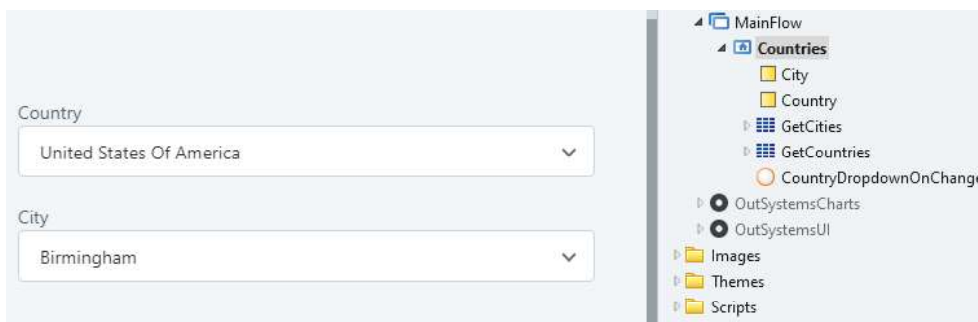 Country
United States Of America
City
Birmingham
MainFlow
Countries
City
Country
GetCities
GetCountries
CountryDropdownOnChange
OutSystemsCharts
OutSystemsUI
Images
Themes
Scripts